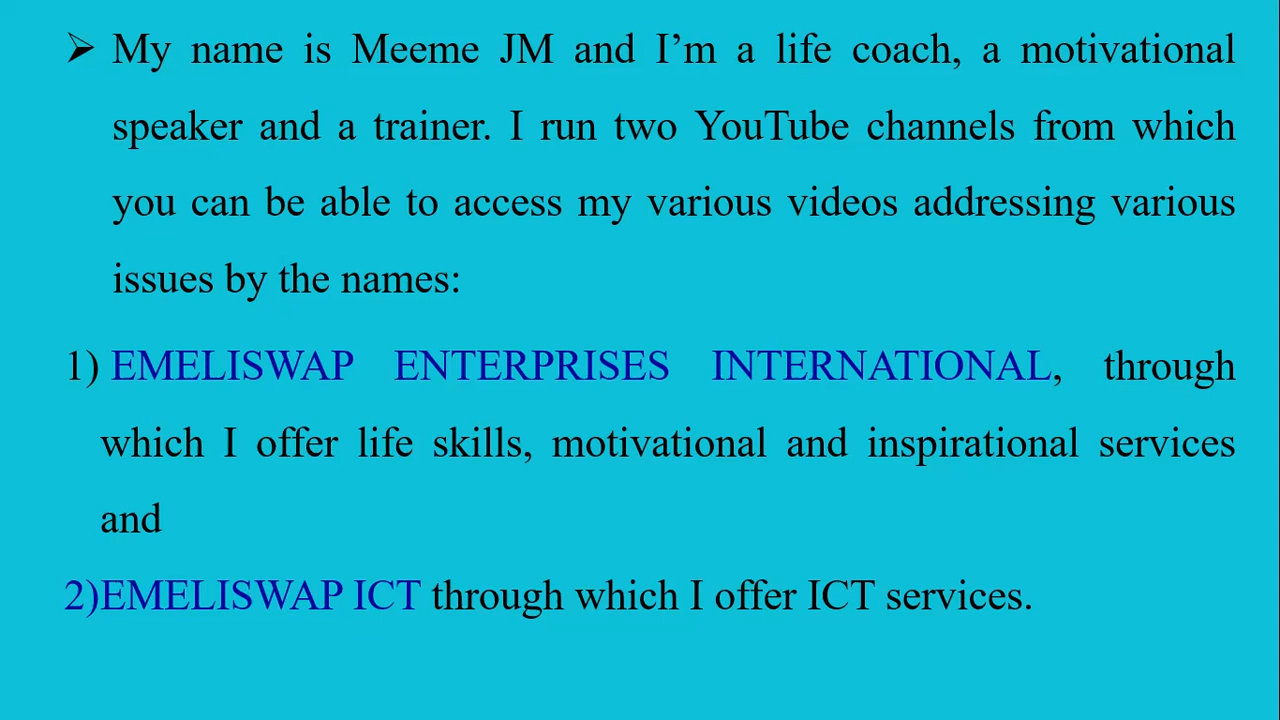 ➢ My name is Meeme JM and I’m a life coach, a motivational
speaker and a trainer. I run two YouTube channels from which
you can be able to access my various videos addressing various
issues by the names:
1) EMELISWAP ENTERPRISES INTERNATIONAL, through
which I offer life skills, motivational and inspirational services
and
2)EMELISWAP ICT through which I offer ICT services.